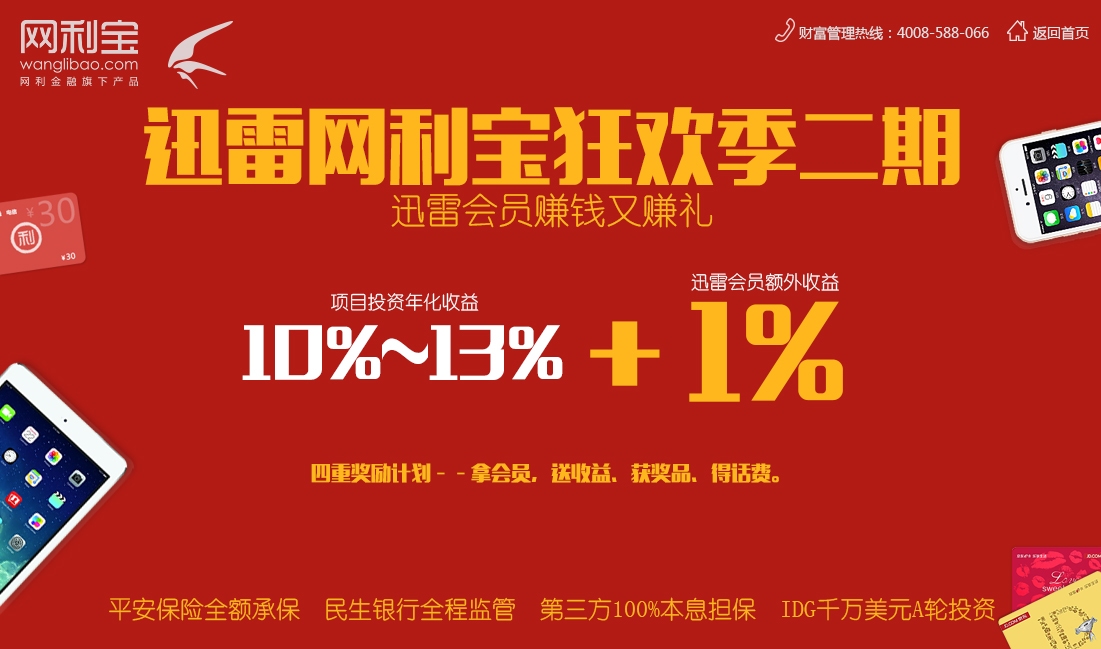 网利宝
wanglibao.com
网利金融旗下产品
财富管理热线：4008-588-066
返回首页
迅雷网利宝狂欢季二期
迅雷会员赚钱又赚礼
电信
¥30
利
¥30
项目投资年化收益
10%~13%
+
迅雷会员额外收益
1%
四重奖励计划--拿会员，送收益、获奖品、得话费。
平安保险全额承保 民生银行全程监管 第三方100%本息担保 IDG千万美元A轮投资